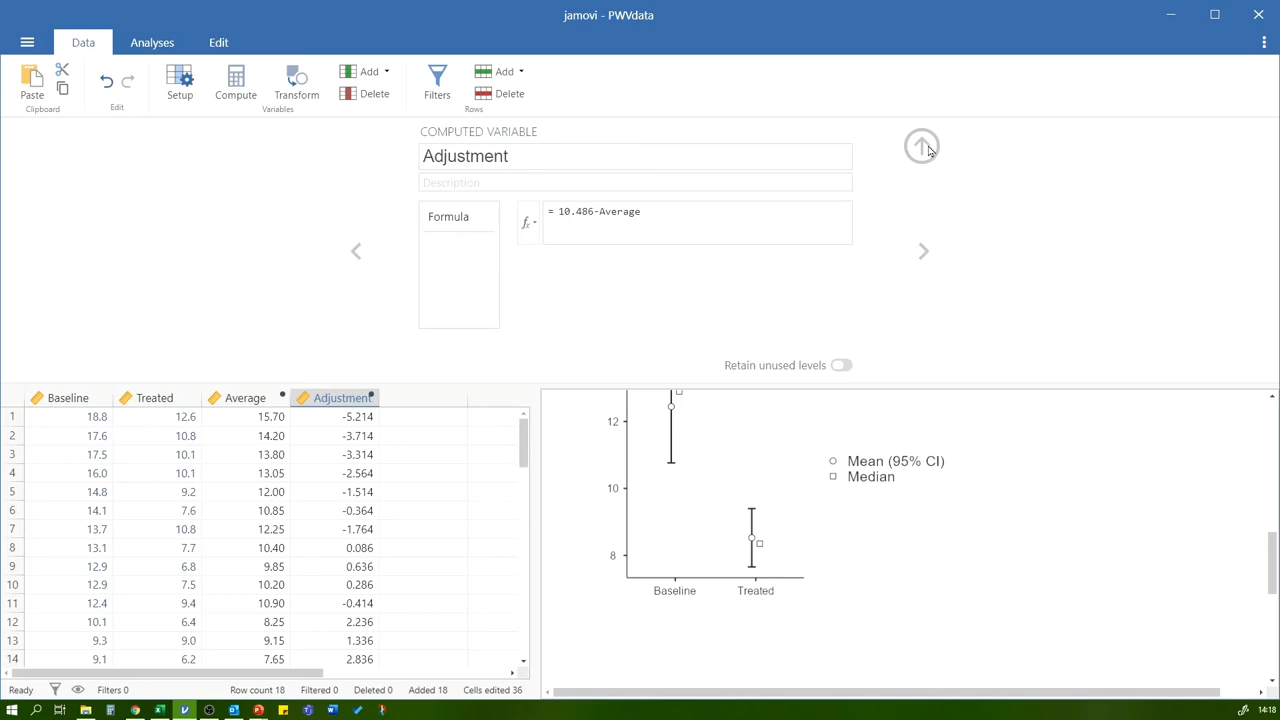 jamovi - PWVdata
Data Analyses Edit
Paste
Clipboard
Edit
Setup Compute Transform
Add
Delete
Variables
Filters
Add
Delete
Rows
COMPUTED VARIABLE
Adjustment
Description
Formula
fx
= 10.486-Average
Retain unused levels
Baseline Treated Average Adjustment
1 18.8 12.6 15.70 -5.214
2 17.6 10.8 14.20 -3.714
3 17.5 10.1 13.80 -3.314
4 16.0 10.1 13.05 -2.564
5 14.8 9.2 12.00 -1.514
6 14.1 7.6 10.85 -0.364
7 13.7 10.8 12.25 -1.764
8 13.1 7.7 10.40 0.086
9 12.9 6.8 9.85 0.636
10 12.9 7.5 10.20 0.286
11 12.4 9.4 10.90 -0.414
12 10.1 6.4 8.25 2.236
13 9.3 9.0 9.15 1.336
14 9.1 6.2 7.65 2.836
12
10
8
Mean (95% CI)
Median
Baseline Treated
Ready Filters 0 Row count 18 Filtered 0 Deleted 0 Added 18 Cells edited 36
14:18